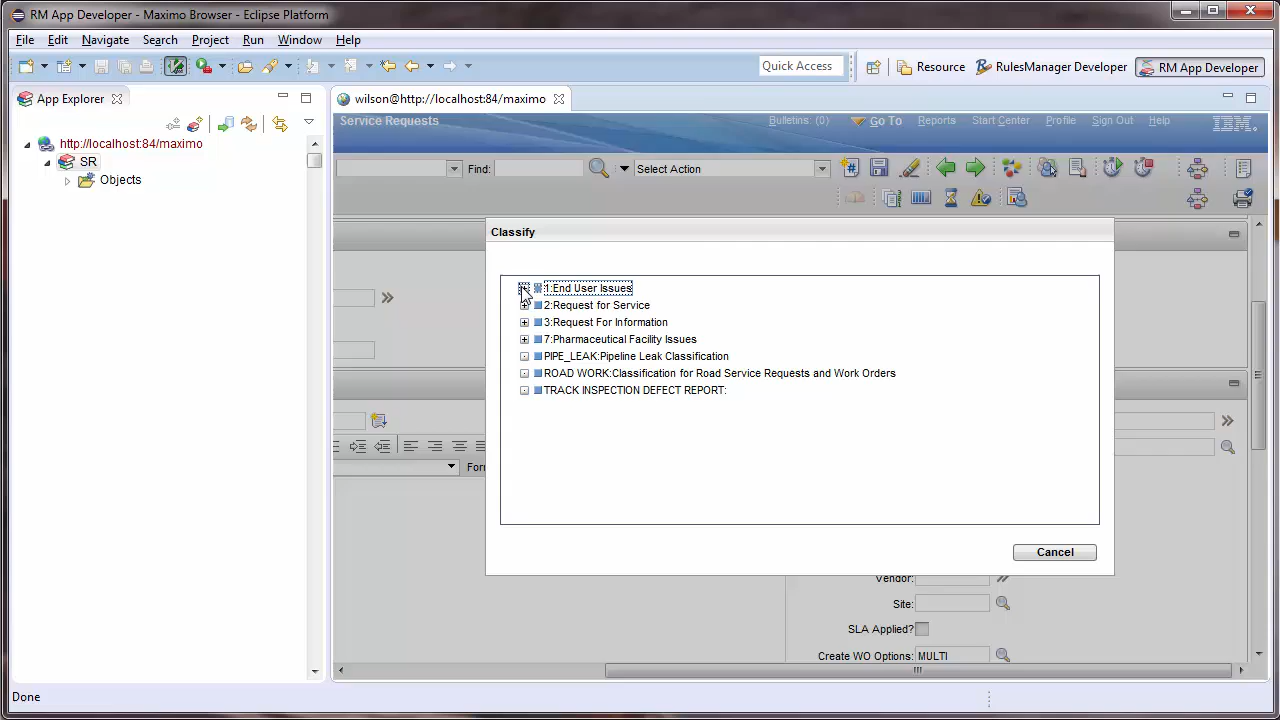 RM App Developer - Maximo Browser - Eclipse Platform
File Edit Navigate Search Project Run Window Help
Quick Access Resource RulesManager Developer RM App Developer
App Explorer
http://localhost:84/maximo
SR
Objects
wilson@http://localhost:84/maximo
Service Requests Bulletins (0) Go To Reports Start Center Profile Sign Out Help IBM
Find: Select Action
Classify
1:End User Issues
2:Request for Service
3:Request For Information
7:Pharmaceutical Facility Issues
PIPE_LEAK:Pipeline Leak Classification
ROAD WORK:Classification for Road Service Requests and Work Orders
TRACK INSPECTION DEFECT REPORT:
Cancel
Vendor:
Site:
SLA Applied?
Create WO Options: MULTI
Done